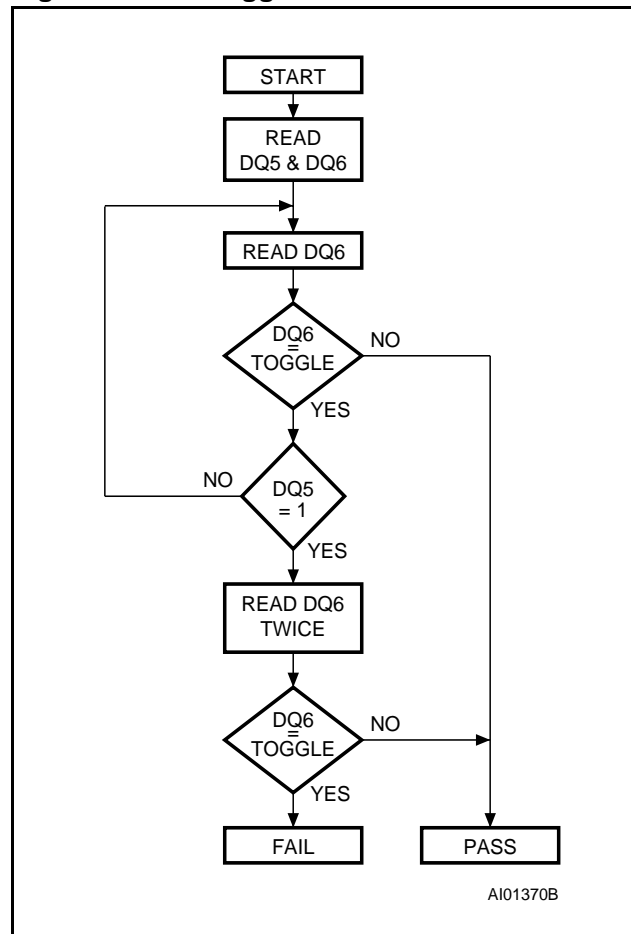 START
READ
DQ5 & DQ6
READ DQ6
DQ6
=
TOGGLE
NO
YES
NO
DQ5
= 1
YES
READ DQ6
TWICE
DQ6
=
TOGGLE
NO
YES
FAIL
PASS
AI01370B